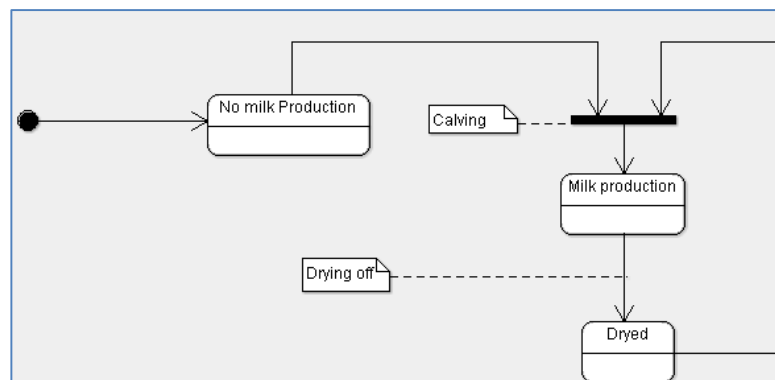 No milk Production
Calving
Milk production
Drying off
Dryed